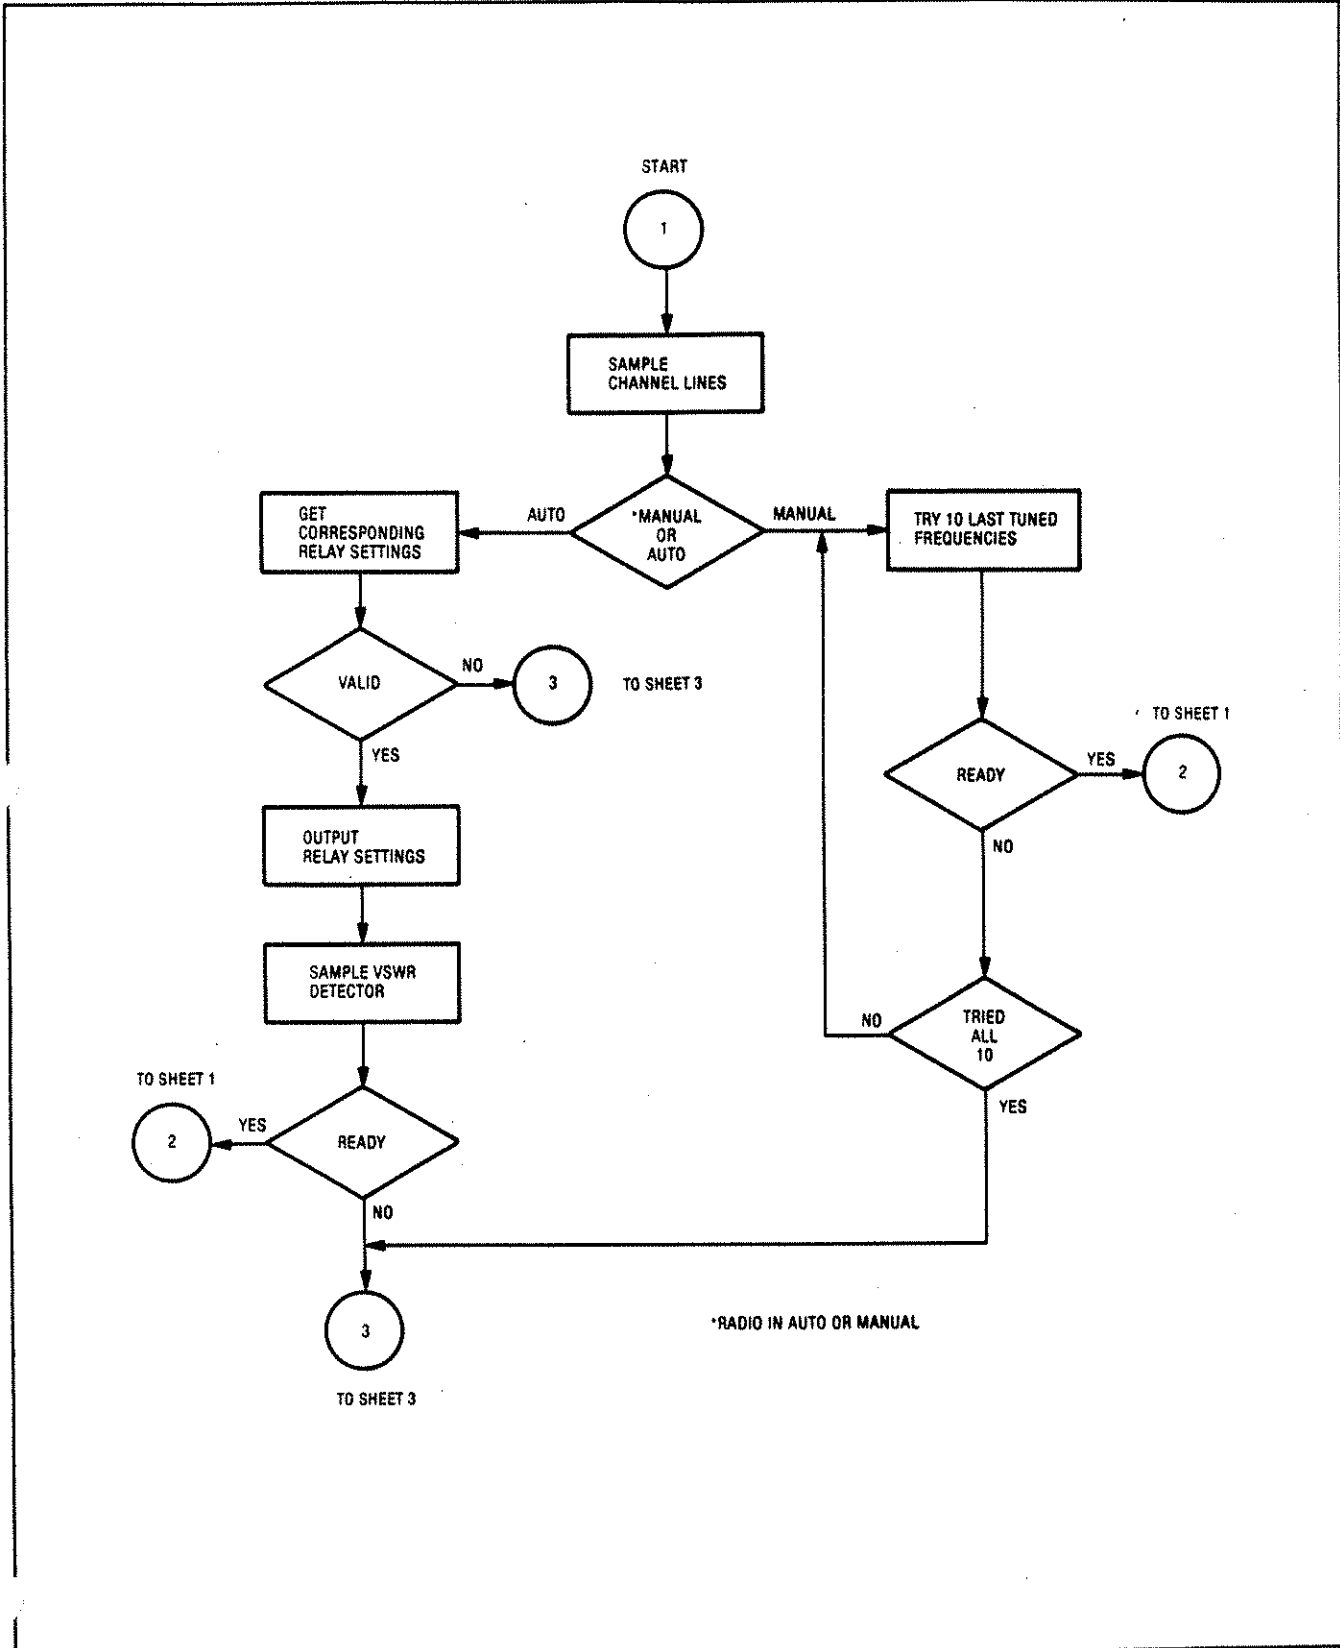 START
1
SAMPLE
CHANNEL LINES
*MANUAL
OR
AUTO
AUTO
MANUAL
GET
CORRESPONDING
RELAY SETTINGS
TRY 10 LAST TUNED
FREQUENCIES
VALID
NO
3
TO SHEET 3
YES
TO SHEET 1
READY
YES
2
NO
OUTPUT
RELAY SETTINGS
SAMPLE VSWR
DETECTOR
TRIED
ALL
10
NO
YES
TO SHEET 1
2
YES
READY
NO
3
TO SHEET 3
*RADIO IN AUTO OR MANUAL